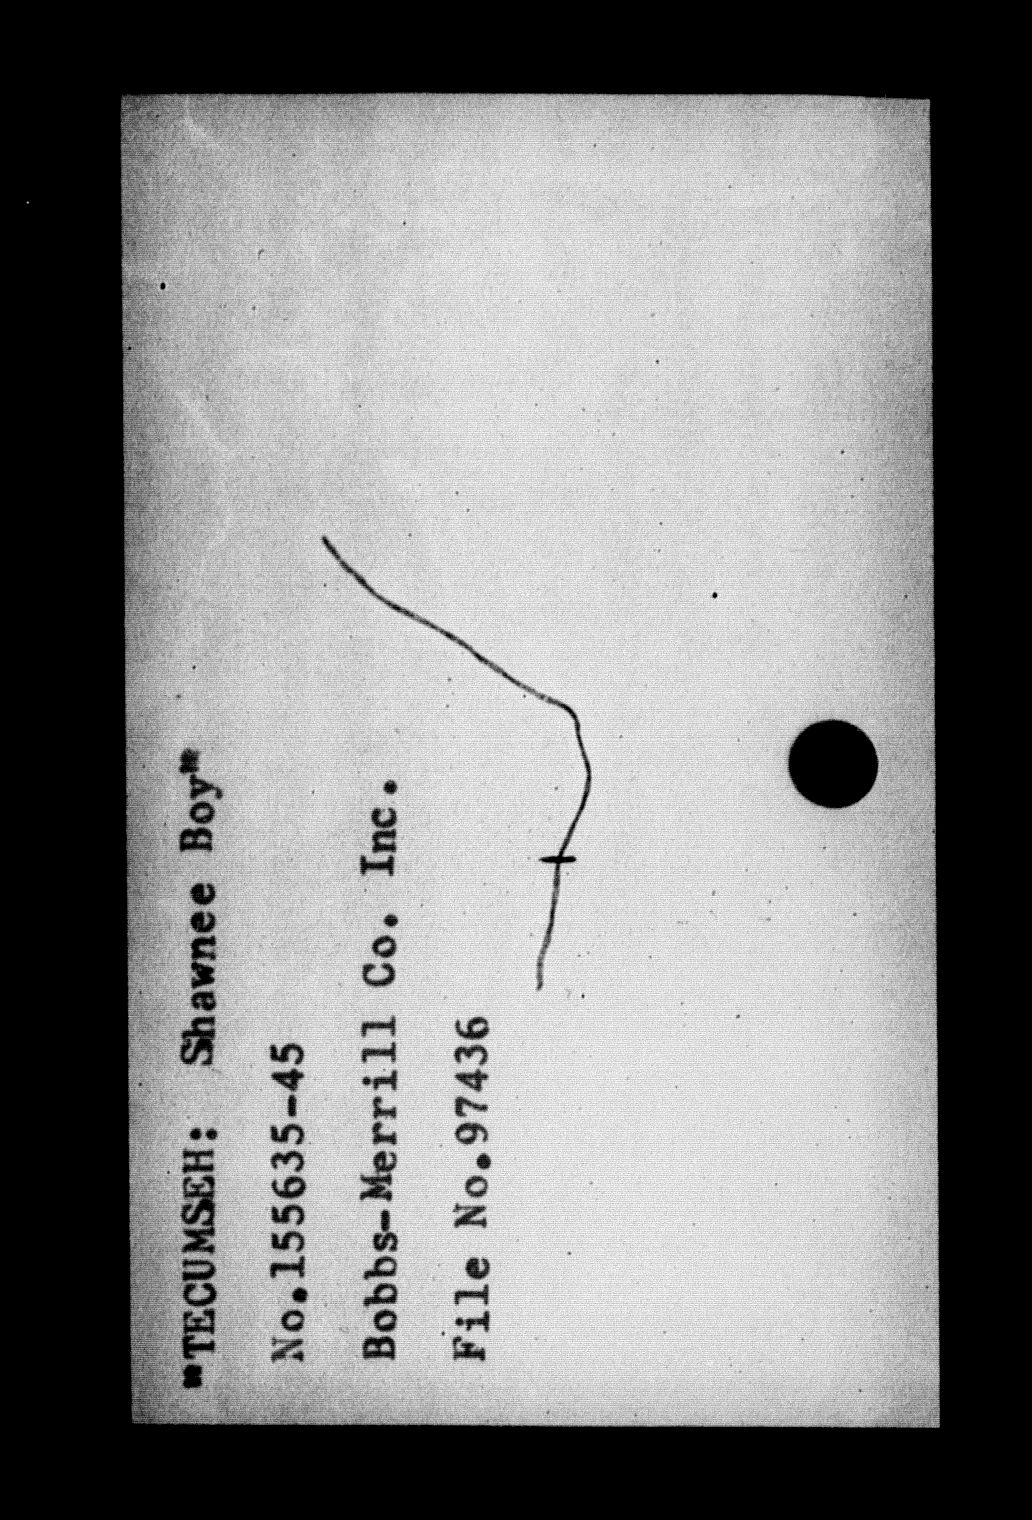 "TECUMSEH: Shawnee Boy"
No.155635-45
Bobbs-Merrill Co. Inc.
File No.97436